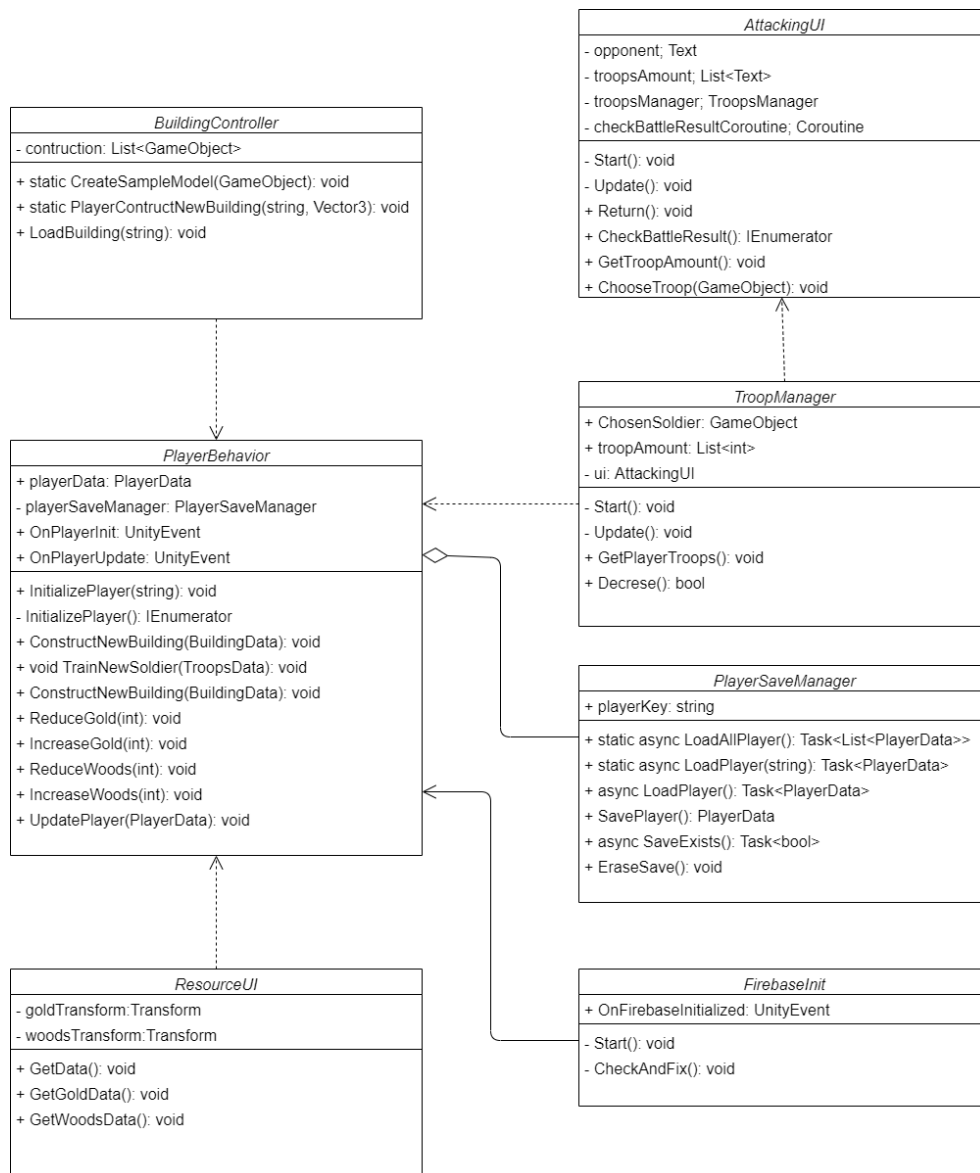 AttackingUI
- opponent; Text
- troopsAmount; List<Text>
- troopsManager; TroopsManager
- checkBattleResultCoroutine; Coroutine
- Start(): void
- Update(): void
+ Return(): void
+ CheckBattleResult(): IEnumerator
+ GetTroopAmount(): void
+ ChooseTroop(GameObject): void
BuildingController
- contruction: List<GameObject>
+ static CreateSampleModel(GameObject): void
+ static PlayerContructNewBuilding(string, Vector3): void
+ LoadBuilding(string): void
TroopManager
+ ChosenSoldier: GameObject
+ troopAmount: List<int>
- ui: AttackingUI
- Start(): void
- Update(): void
+ GetPlayerTroops(): void
+ Decrese(): bool
PlayerBehavior
+ playerData: PlayerData
- playerSaveManager: PlayerSaveManager
+ OnPlayerInit: UnityEvent
+ OnPlayerUpdate: UnityEvent
+ InitializePlayer(string): void
- InitializePlayer(): IEnumerator
+ ConstructNewBuilding(BuildingData): void
+ void TrainNewSoldier(TroopsData): void
+ ConstructNewBuilding(BuildingData): void
+ ReduceGold(int): void
+ IncreaseGold(int): void
+ ReduceWoods(int): void
+ IncreaseWoods(int): void
+ UpdatePlayer(PlayerData): void
PlayerSaveManager
+ playerKey: string
+ static async LoadAllPlayer(): Task<List<PlayerData>>
+ static async LoadPlayer(string): Task<PlayerData>
+ async LoadPlayer(): Task<PlayerData>
+ SavePlayer(): PlayerData
+ async SaveExists(): Task<bool>
+ EraseSave(): void
ResourceUI
- goldTransform:Transform
- woodsTransform:Transform
+ GetData(): void
+ GetGoldData(): void
+ GetWoodsData(): void
FirebaseInit
+ OnFirebaseInitialized: UnityEvent
- Start(): void
- CheckAndFix(): void